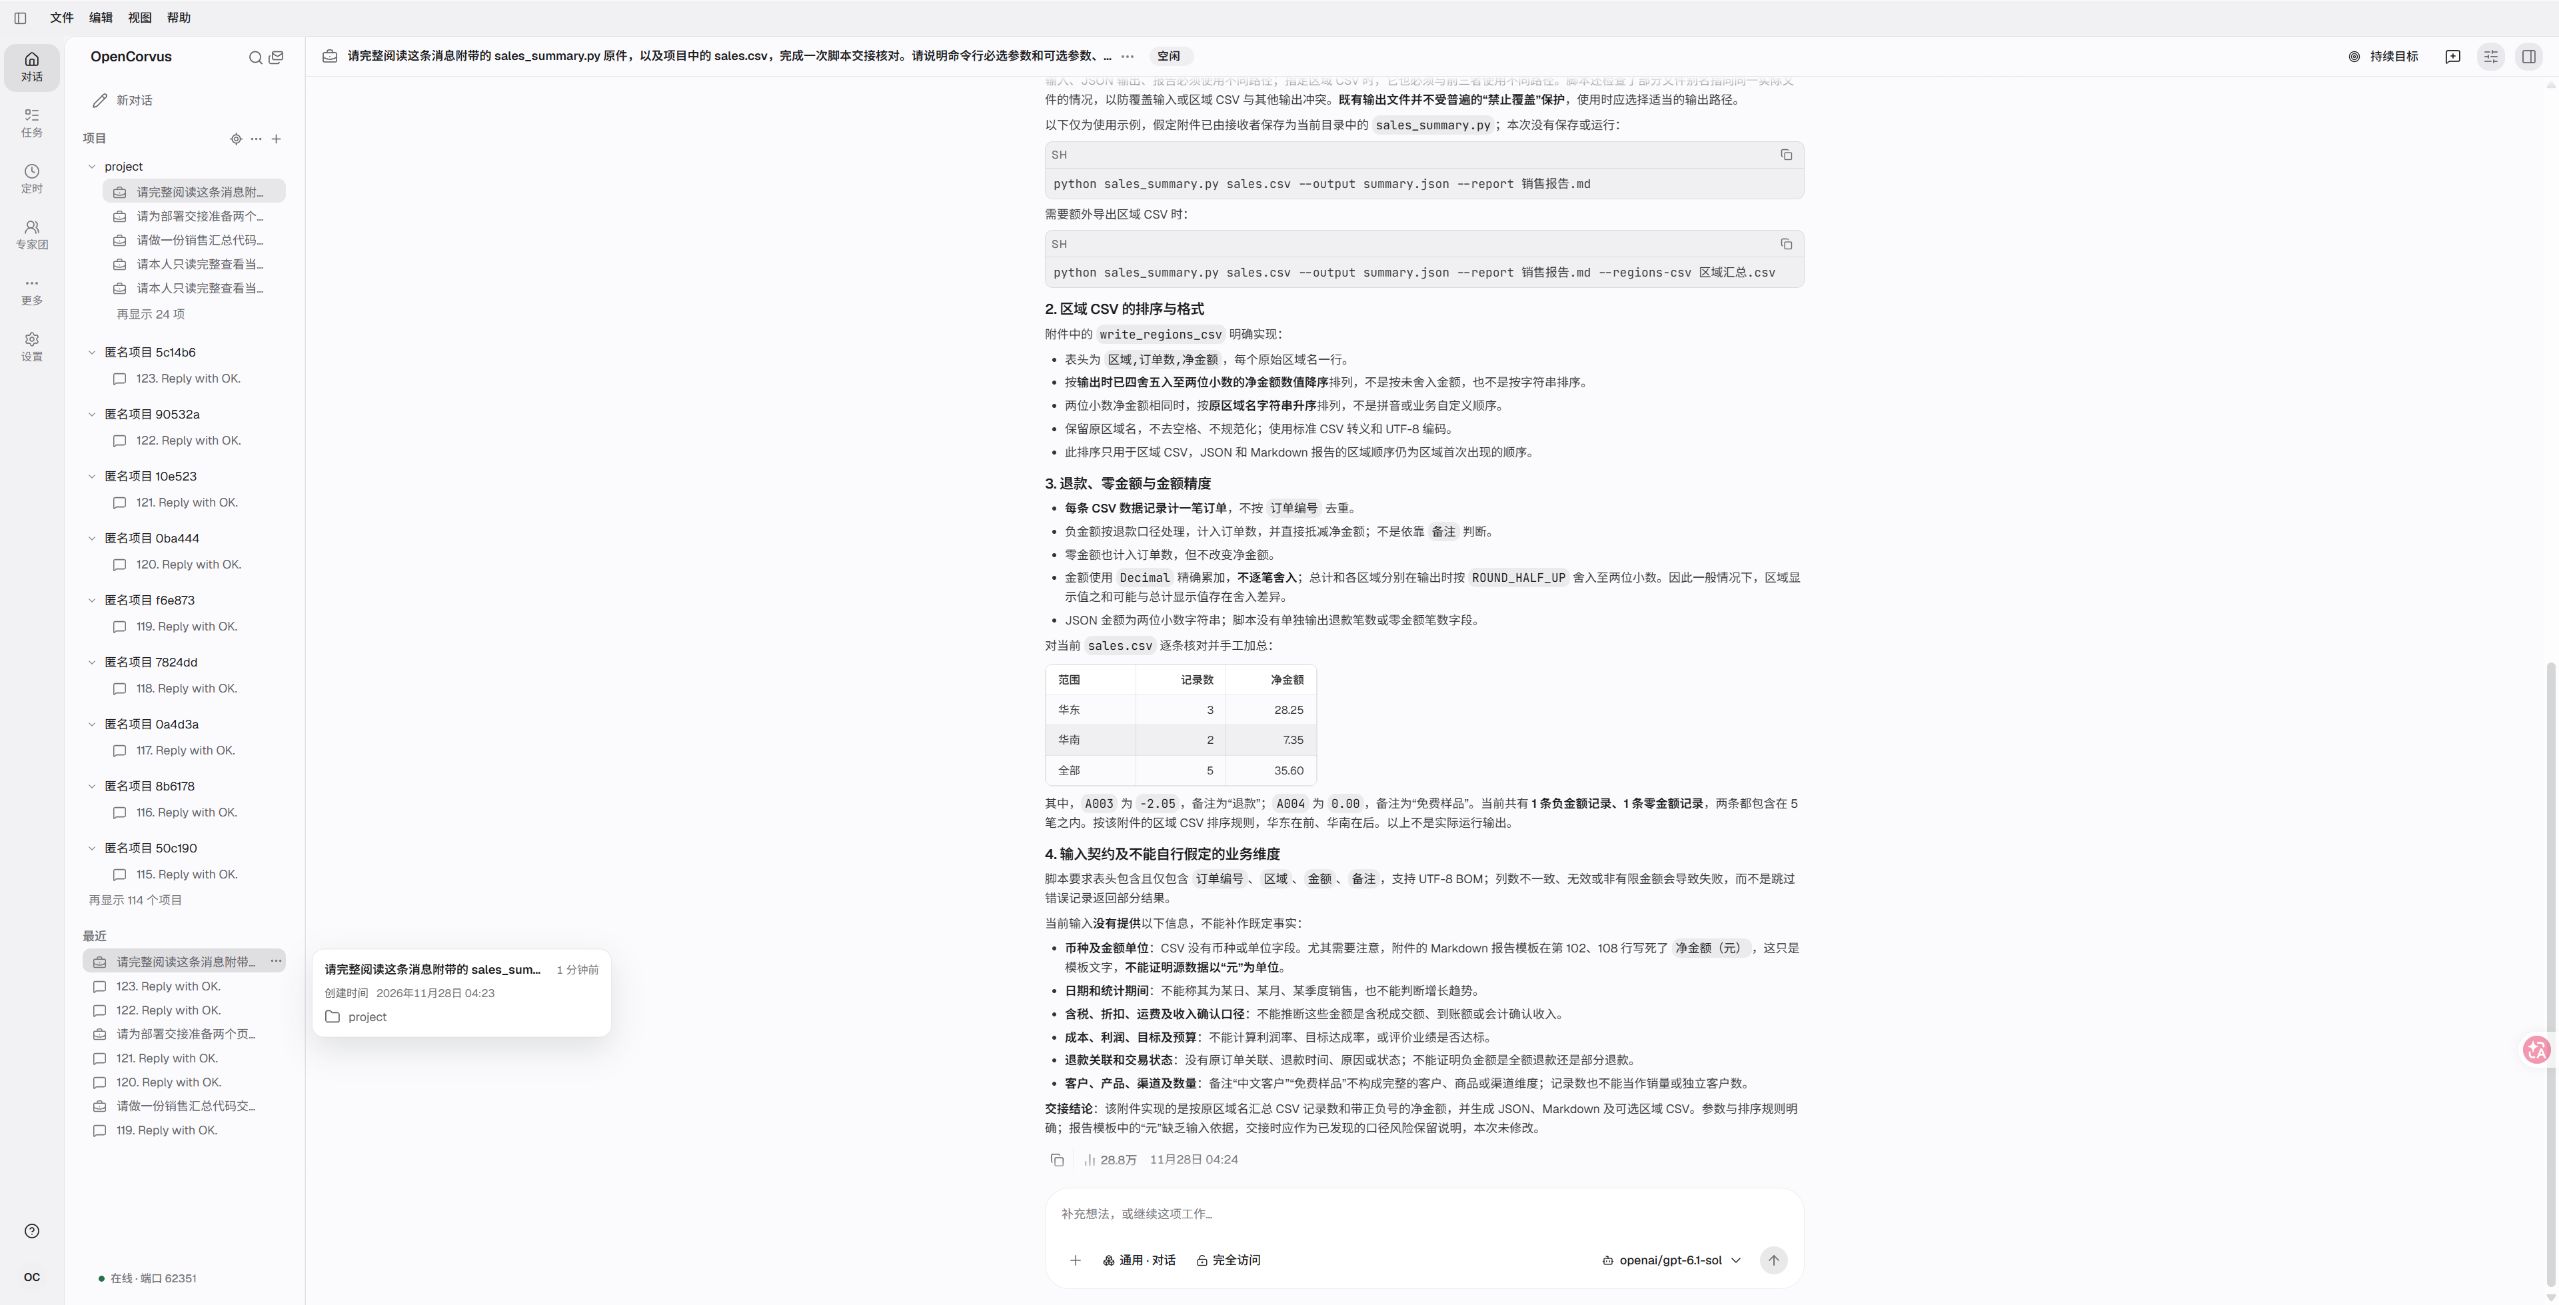 文件 编辑 视图 帮助
对话
任务
定时
专家团
更多
设置
OC
OpenCorvus
新对话
项目
project
请完整阅读这条消息附...
请为部署交接准备两个...
请做一份销售汇总代码...
请本人只读完整查看当...
请本人只读完整查看当...
再显示 24 项
匿名项目 5c14b6
123. Reply with OK.
匿名项目 90532a
122. Reply with OK.
匿名项目 10e523
121. Reply with OK.
匿名项目 0ba444
120. Reply with OK.
匿名项目 f6e873
119. Reply with OK.
匿名项目 7824dd
118. Reply with OK.
匿名项目 0a4d3a
117. Reply with OK.
匿名项目 8b6178
116. Reply with OK.
匿名项目 50c190
115. Reply with OK.
再显示 114 个项目
最近
请完整阅读这条消息附带...
123. Reply with OK.
122. Reply with OK.
请为部署交接准备两个页...
121. Reply with OK.
120. Reply with OK.
请做一份销售汇总代码交...
119. Reply with OK.
在线 · 端口 62351
请完整阅读这条消息附带的 sales_sum... 1 分钟前
创建时间 2026年11月28日 04:23
project
请完整阅读这条消息附带的 sales_summary.py 原件，以及项目中的 sales.csv，完成一次脚本交接核对。请说明命令行必选参数和可选参数、... 空闲
持续目标
输入、JSON 输出、报告必须使用不同路径；指定区域 CSV 时，它也必须与前三者使用不同路径。脚本还检查了部分文件别名指向同一实际文
件的情况，以防覆盖输入或区域 CSV 与其他输出冲突。既有输出文件并不受普遍的“禁止覆盖”保护，使用时应选择适当的输出路径。
以下仅为使用示例，假定附件已由接收者保存为当前目录中的 sales_summary.py；本次没有保存或运行：
SH
python sales_summary.py sales.csv --output summary.json --report 销售报告.md
需要额外导出区域 CSV 时：
SH
python sales_summary.py sales.csv --output summary.json --report 销售报告.md --regions-csv 区域汇总.csv
2. 区域 CSV 的排序与格式
附件中的 write_regions_csv 明确实现：
• 表头为 区域,订单数,净金额，每个原始区域名一行。
• 按输出时已四舍五入至两位小数的净金额数值降序排列，不是按未舍入金额，也不是按字符串排序。
• 两位小数净金额相同时，按原区域名字符串升序排列，不是拼音或业务自定义顺序。
• 保留原区域名，不去空格、不规范化；使用标准 CSV 转义和 UTF-8 编码。
• 此排序只用于区域 CSV，JSON 和 Markdown 报告的区域顺序仍为区域首次出现的顺序。
3. 退款、零金额与金额精度
• 每条 CSV 数据记录计一笔订单，不按 订单编号 去重。
• 负金额按退款口径处理，计入订单数，并直接抵减净金额；不是依靠 备注 判断。
• 零金额也计入订单数，但不改变净金额。
• 金额使用 Decimal 精确累加，不逐笔舍入；总计和各区域分别在输出时按 ROUND_HALF_UP 舍入至两位小数。因此一般情况下，区域显
示值之和可能与总计显示值存在舍入差异。
• JSON 金额为两位小数字符串；脚本没有单独输出退款笔数或零金额笔数字段。
对当前 sales.csv 逐条核对并手工加总：
范围 记录数 净金额
华东 3 28.25
华南 2 7.35
全部 5 35.60
其中，A003 为 -2.05，备注为“退款”；A004 为 0.00，备注为“免费样品”。当前共有 1 条负金额记录、1 条零金额记录，两条都包含在 5
笔之内。按该附件的区域 CSV 排序规则，华东在前、华南在后。以上不是实际运行输出。
4. 输入契约及不能自行假定的业务维度
脚本要求表头包含且仅包含 订单编号、区域、金额、备注，支持 UTF-8 BOM；列数不一致、无效或非有限金额会导致失败，而不是跳过
错误记录返回部分结果。
当前输入没有提供以下信息，不能补作既定事实：
• 币种及金额单位：CSV 没有币种或单位字段。尤其需要注意，附件的 Markdown 报告模板在第 102、108 行写死了 净金额（元），这只是
模板文字，不能证明源数据以“元”为单位。
• 日期和统计期间：不能称其为某日、某月、某季度销售，也不能判断增长趋势。
• 含税、折扣、运费及收入确认口径：不能推断这些金额是含税成交额、到账额或会计确认收入。
• 成本、利润、目标及预算：不能计算利润率、目标达成率，或评价业绩是否达标。
• 退款关联和交易状态：没有原订单关联、退款时间、原因或状态；不能证明负金额是全额退款还是部分退款。
• 客户、产品、渠道及数量：备注“中文客户”“免费样品”不构成完整的客户、商品或渠道维度；记录数也不能当作销量或独立客户数。
交接结论：该附件实现的是按原区域名汇总 CSV 记录数和带正负号的净金额，并生成 JSON、Markdown 及可选区域 CSV。参数与排序规则明
确；报告模板中的“元”缺乏输入依据，交接时应作为已发现的口径风险保留说明，本次未修改。
28.8万 11月28日 04:24
补充想法，或继续这项工作...
通用 · 对话 完全访问 openai/gpt-6.1-sol